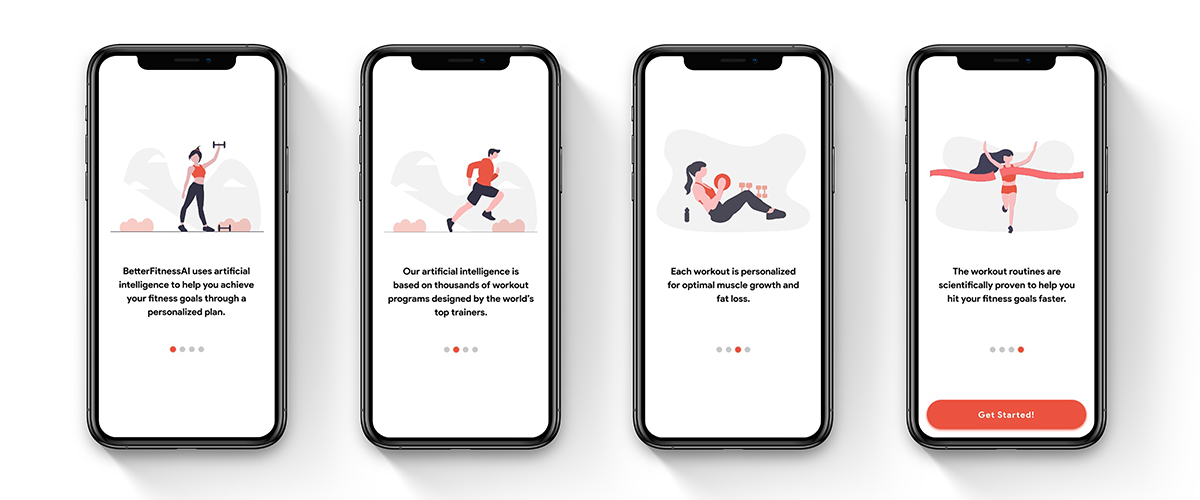 BetterFitnessAI uses artificial
intelligence to help you achieve
your fitness goals through a
personalized plan.
Our artificial intelligence is
based on thousands of workout
programs designed by the world's
top trainers.
Each workout is personalized
for optimal muscle growth and
fat loss.
The workout routines are
scientifically proven to help you
hit your fitness goals faster.
Get Started!